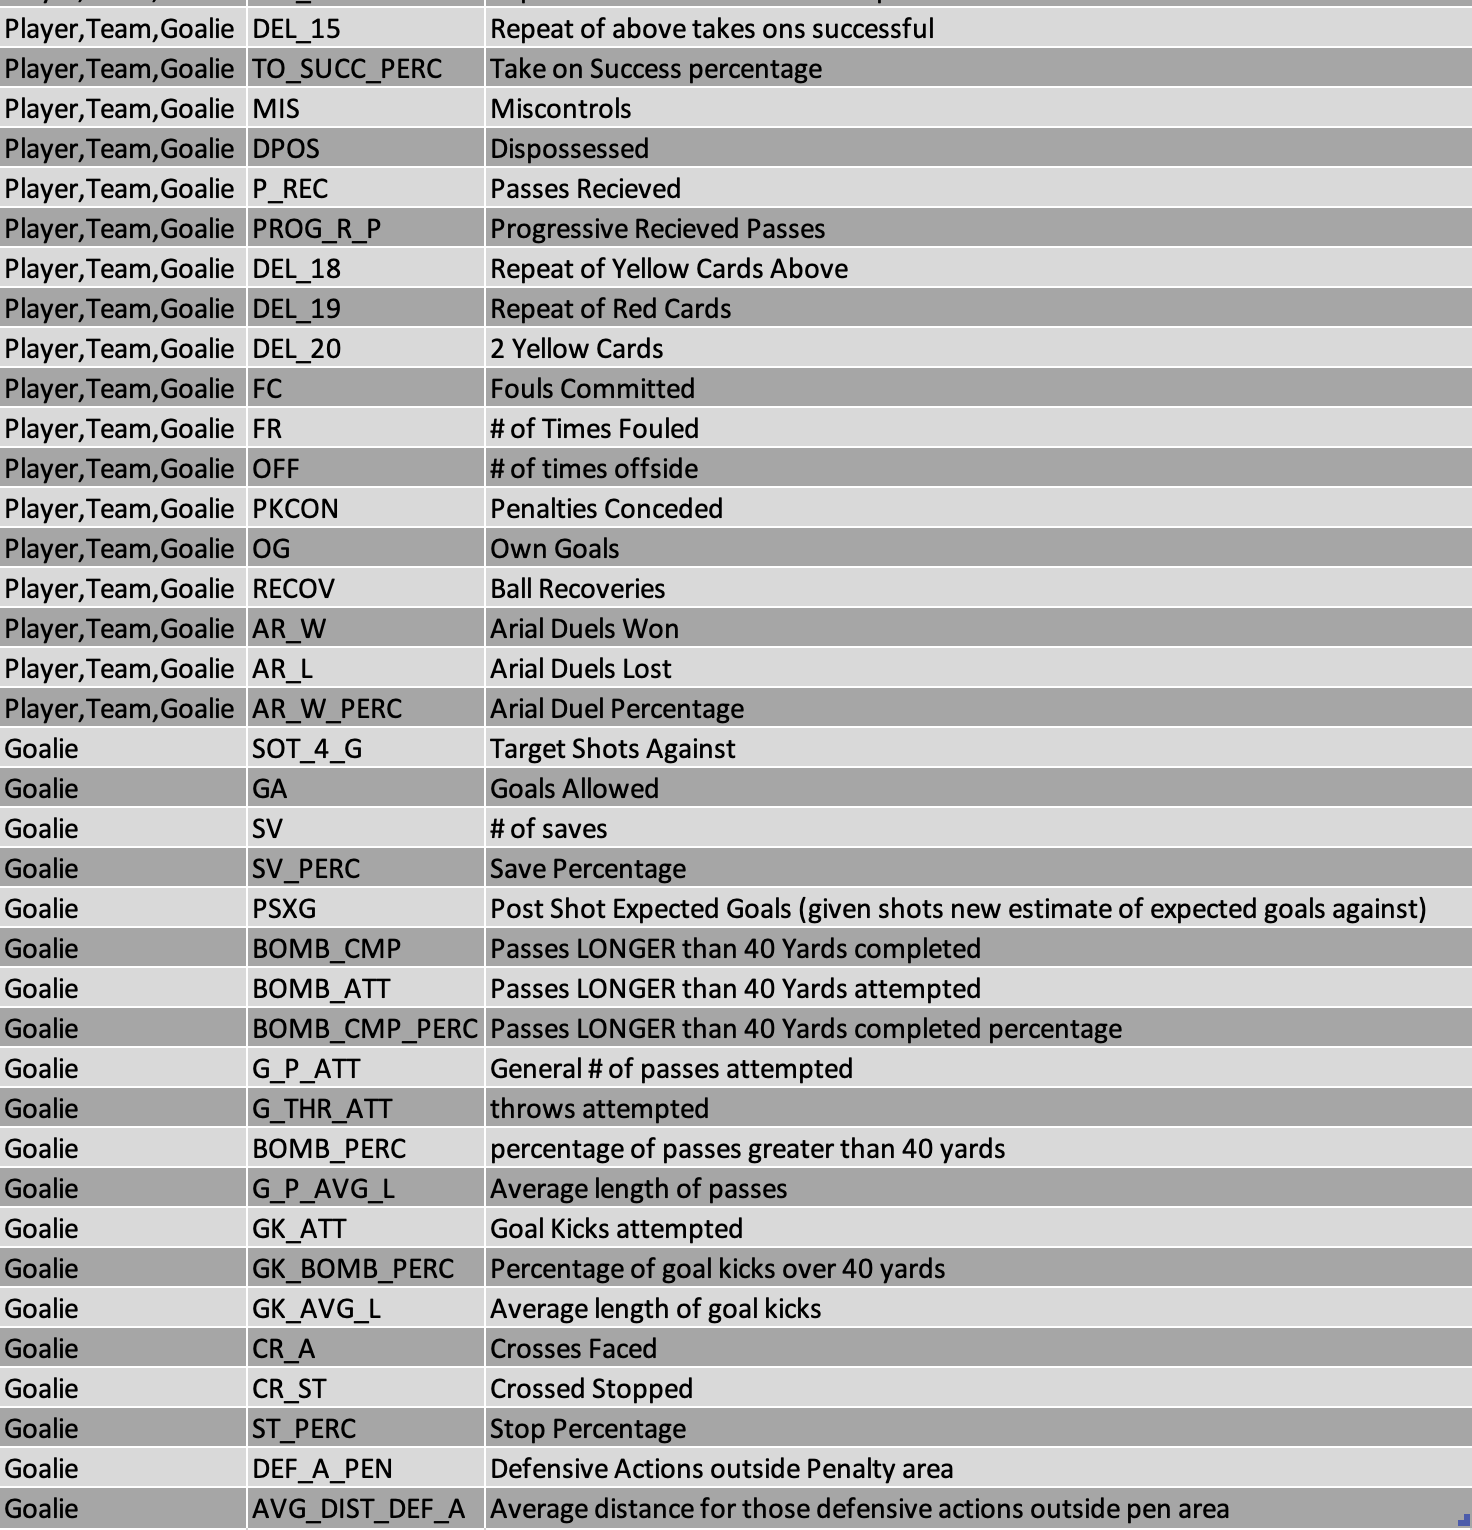 Player,Team,Goalie DEL_15 Repeat of above takes ons successful
Player,Team,Goalie TO_SUCC_PERC Take on Success percentage
Player,Team,Goalie MIS Miscontrols
Player,Team,Goalie DPOS Dispossessed
Player,Team,Goalie P_REC Passes Recieved
Player,Team,Goalie PROG_R_P Progressive Recieved Passes
Player,Team,Goalie DEL_18 Repeat of Yellow Cards Above
Player,Team,Goalie DEL_19 Repeat of Red Cards
Player,Team,Goalie DEL_20 2 Yellow Cards
Player,Team,Goalie FC Fouls Committed
Player,Team,Goalie FR # of Times Fouled
Player,Team,Goalie OFF # of times offside
Player,Team,Goalie PKCON Penalties Conceded
Player,Team,Goalie OG Own Goals
Player,Team,Goalie RECOV Ball Recoveries
Player,Team,Goalie AR_W Arial Duels Won
Player,Team,Goalie AR_L Arial Duels Lost
Player,Team,Goalie AR_W_PERC Arial Duel Percentage
Goalie SOT_4_G Target Shots Against
Goalie GA Goals Allowed
Goalie SV # of saves
Goalie SV_PERC Save Percentage
Goalie PSXG Post Shot Expected Goals (given shots new estimate of expected goals against)
Goalie BOMB_CMP Passes LONGER than 40 Yards completed
Goalie BOMB_ATT Passes LONGER than 40 Yards attempted
Goalie BOMB_CMP_PERC Passes LONGER than 40 Yards completed percentage
Goalie G_P_ATT General # of passes attempted
Goalie G_THR_ATT throws attempted
Goalie BOMB_PERC percentage of passes greater than 40 yards
Goalie G_P_AVG_L Average length of passes
Goalie GK_ATT Goal Kicks attempted
Goalie GK_BOMB_PERC Percentage of goal kicks over 40 yards
Goalie GK_AVG_L Average length of goal kicks
Goalie CR_A Crosses Faced
Goalie CR_ST Crossed Stopped
Goalie ST_PERC Stop Percentage
Goalie DEF_A_PEN Defensive Actions outside Penalty area
Goalie AVG_DIST_DEF_A Average distance for those defensive actions outside pen area